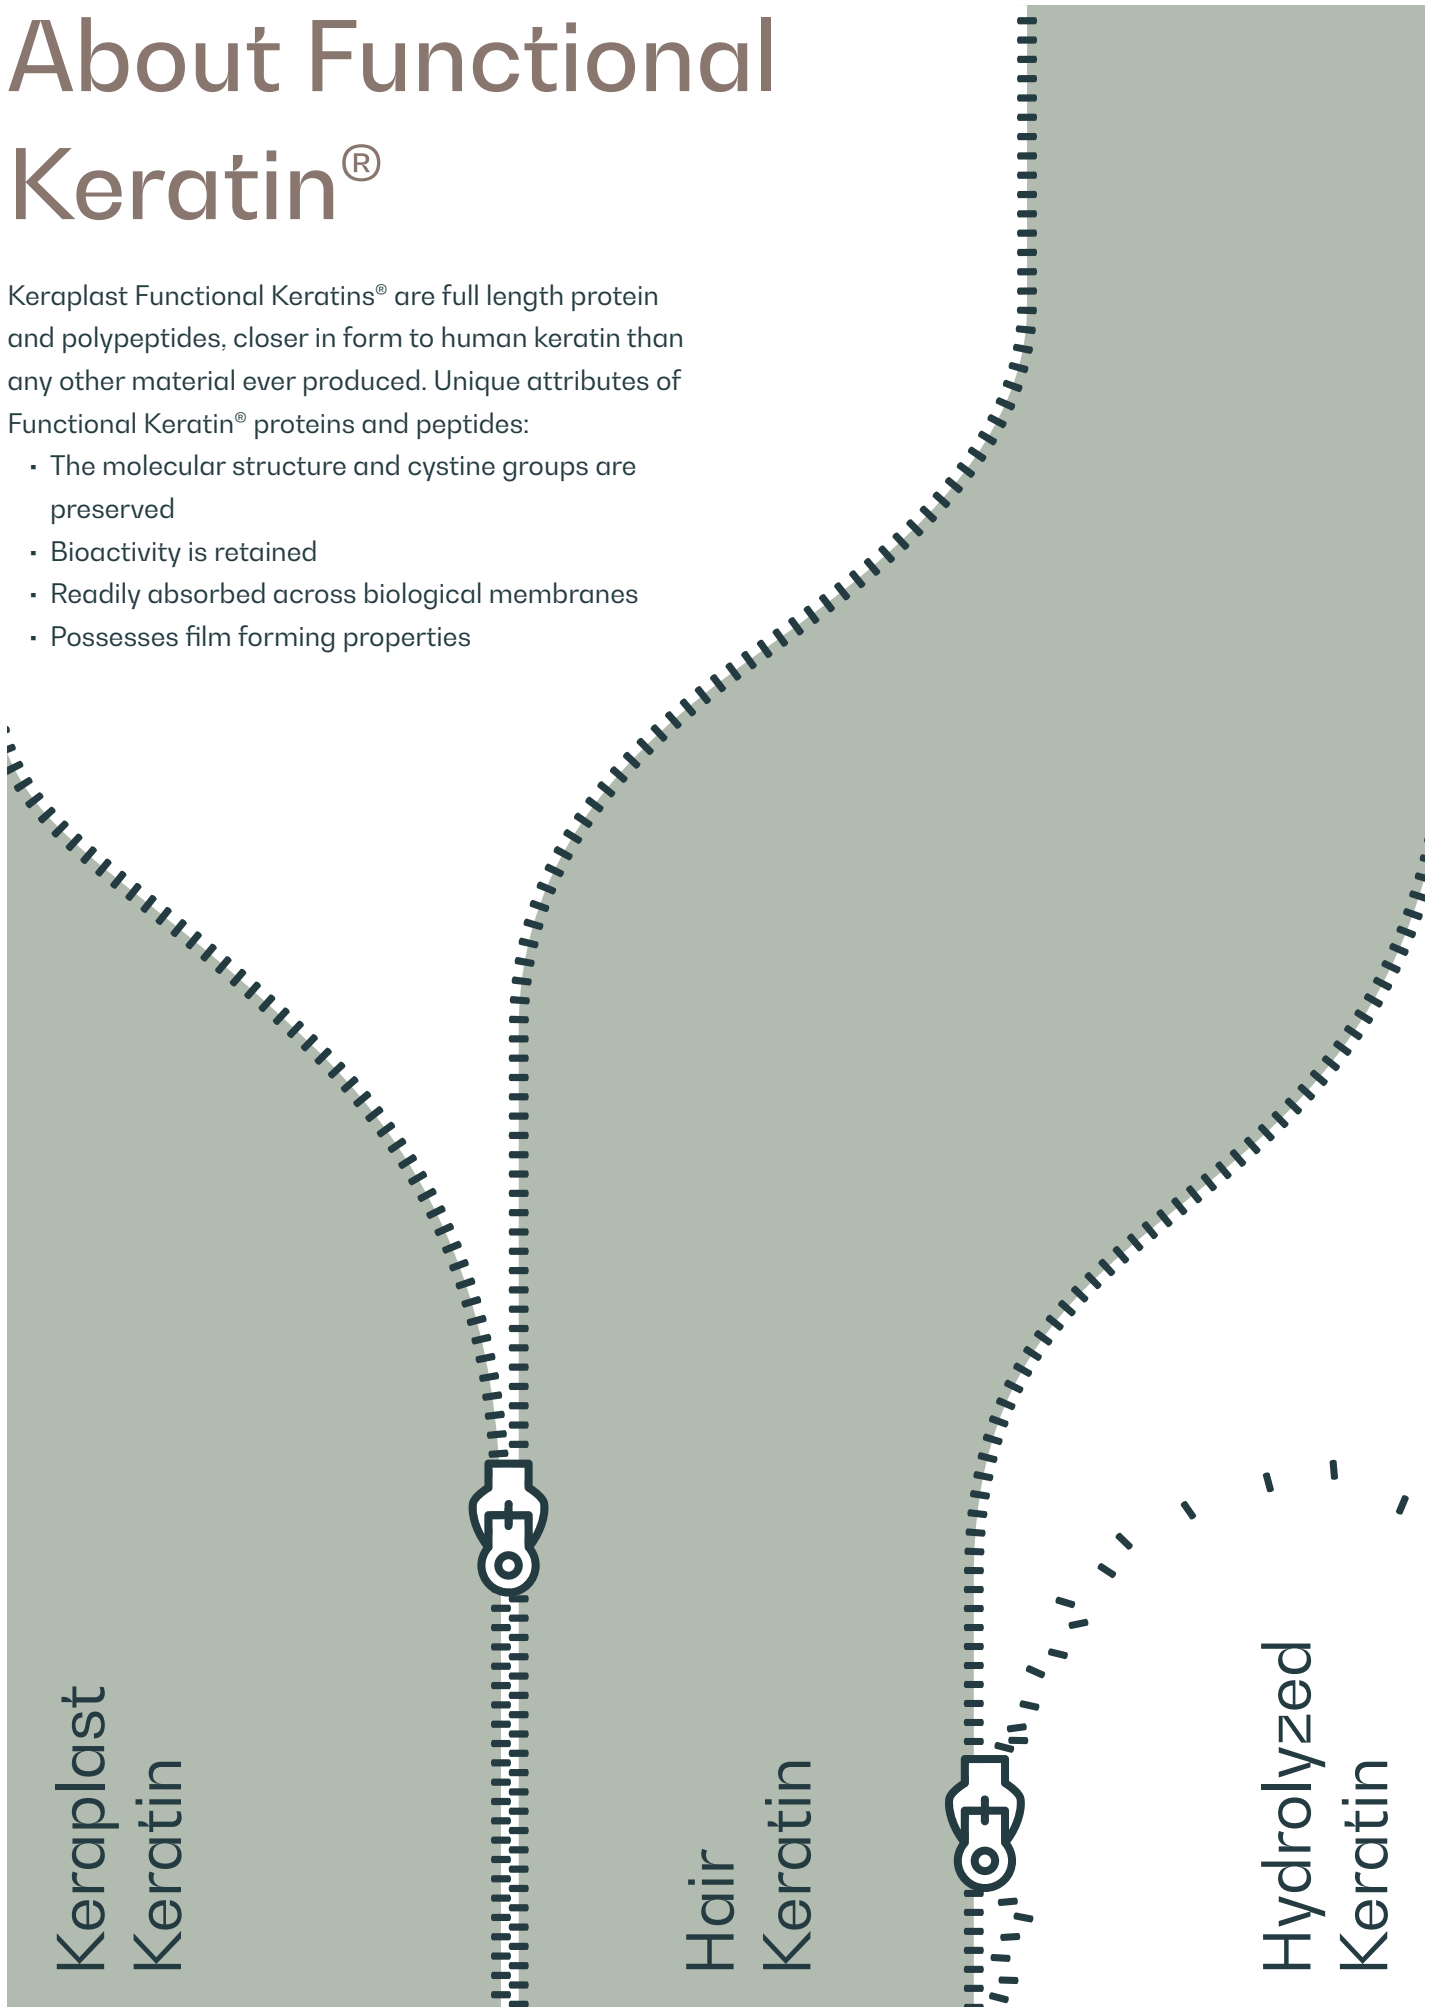 About Functional
Keratin®
Keraplast Functional Keratins® are full length protein
and polypeptides, closer in form to human keratin than
any other material ever produced. Unique attributes of
Functional Keratin® proteins and peptides:
▪ The molecular structure and cystine groups are
preserved
▪ Bioactivity is retained
▪ Readily absorbed across biological membranes
▪ Possesses film forming properties
Keraplast
Keratin
Hair
Keratin
Hydrolyzed
Keratin